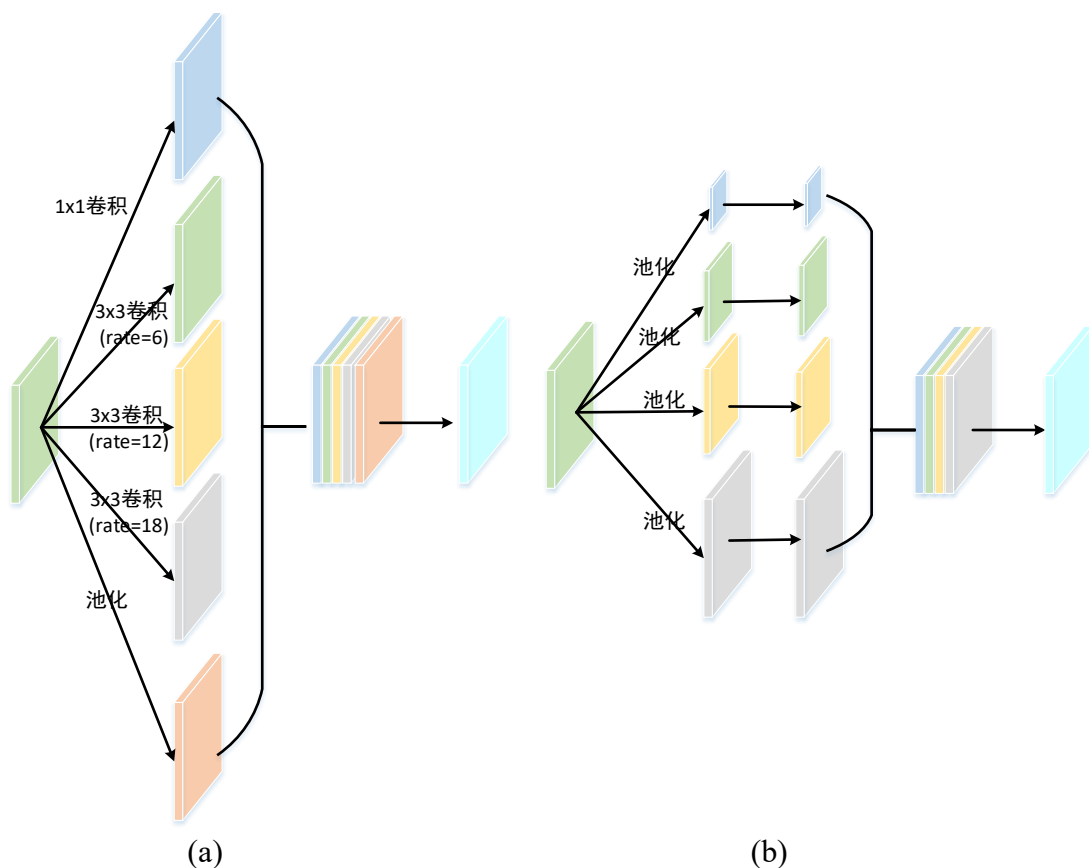 1x1卷积
3x3卷积
(rate=6)
3x3卷积
(rate=12)
3x3卷积
(rate=18)
池化
(a)
池化
池化
池化
池化
(b)